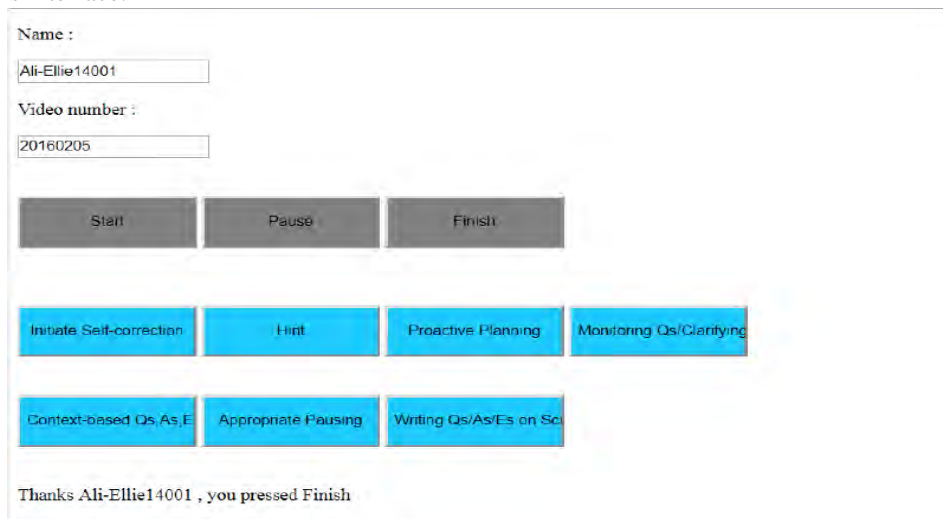 Name :
Ali-Ellie14001
Video number :
20160205
Start Pause Finish
Initiate Self-correction Hint Proactive Planning Monitoring Qs/Clarifying
Context-based Qs,As,E Appropriate Pausing Writing Qs/As/Es on Sci
Thanks Ali-Ellie14001 , you pressed Finish